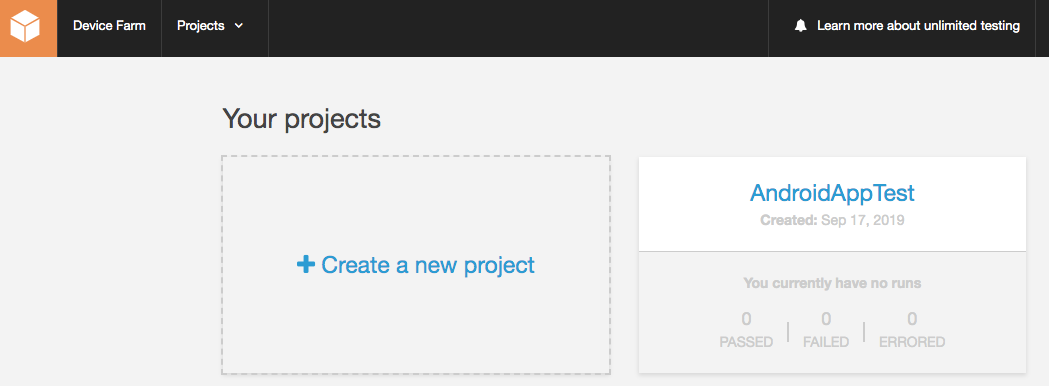 Device Farm
Projects
Learn more about unlimited testing
Your projects
Create a new project
AndroidAppTest
Created: Sep 17, 2019
You currently have no runs
0 0 0
PASSED FAILED ERRORED